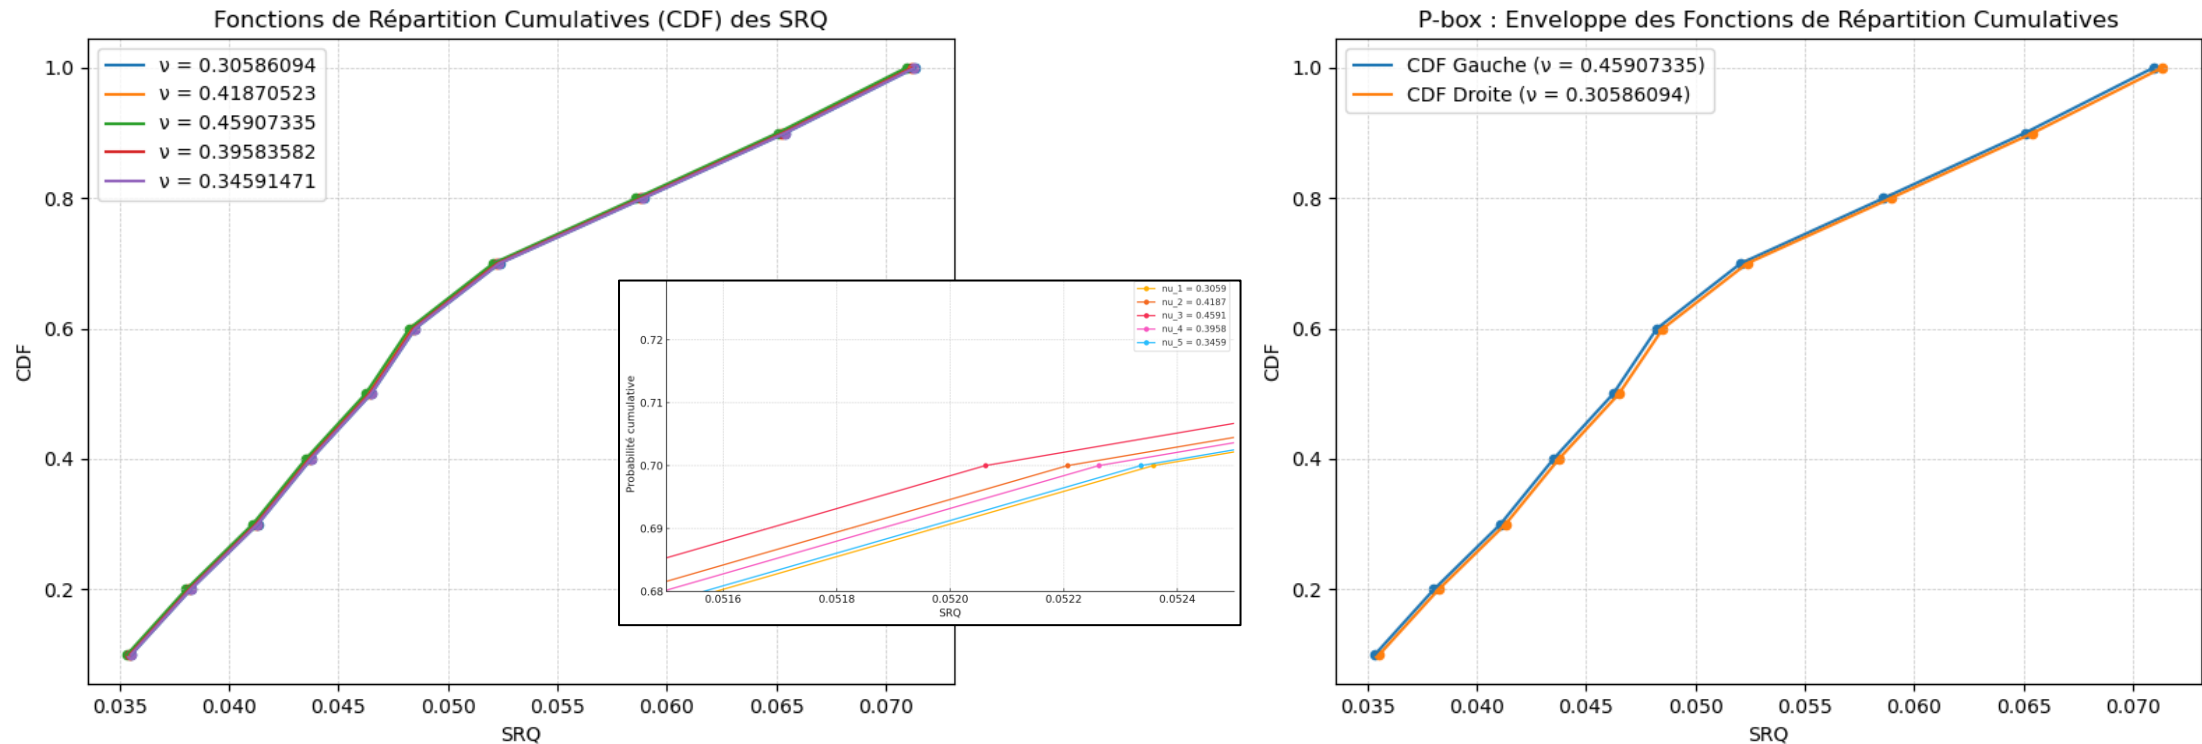 Fonctions de Répartition Cumulatives (CDF) des SRQ
ν = 0.30586094
ν = 0.41870523
ν = 0.45907335
ν = 0.39583582
ν = 0.34591471
1.0
0.8
0.6
0.4
0.2
CDF
0.035 0.040 0.045 0.050 0.055 0.060 0.065 0.070
SRQ
nu_1 = 0.3059
nu_2 = 0.4187
nu_3 = 0.4591
nu_4 = 0.3958
nu_5 = 0.3459
0.72
0.71
0.70
0.69
0.68
Probabilité cumulative
0.0516 0.0518 0.0520 0.0522 0.0524
SRQ
P-box : Enveloppe des Fonctions de Répartition Cumulatives
CDF Gauche (ν = 0.45907335)
CDF Droite (ν = 0.30586094)
1.0
0.8
0.6
0.4
0.2
CDF
0.035 0.040 0.045 0.050 0.055 0.060 0.065 0.070
SRQ